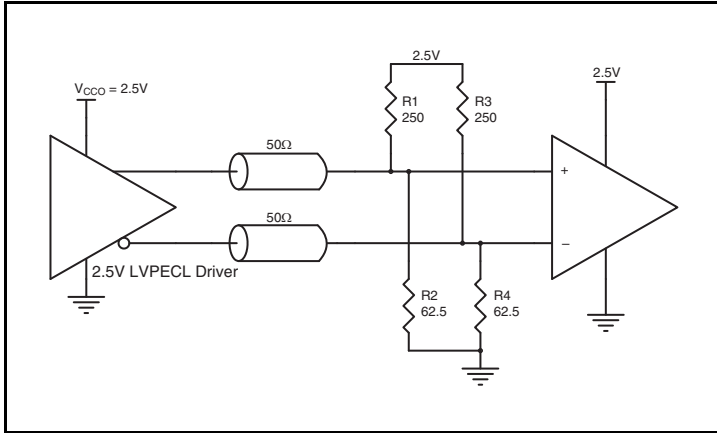 2.5V
V_CCO = 2.5V
2.5V
R1
250
R3
250
50Ω
+
50Ω
−
2.5V LVPECL Driver
R2
62.5
R4
62.5